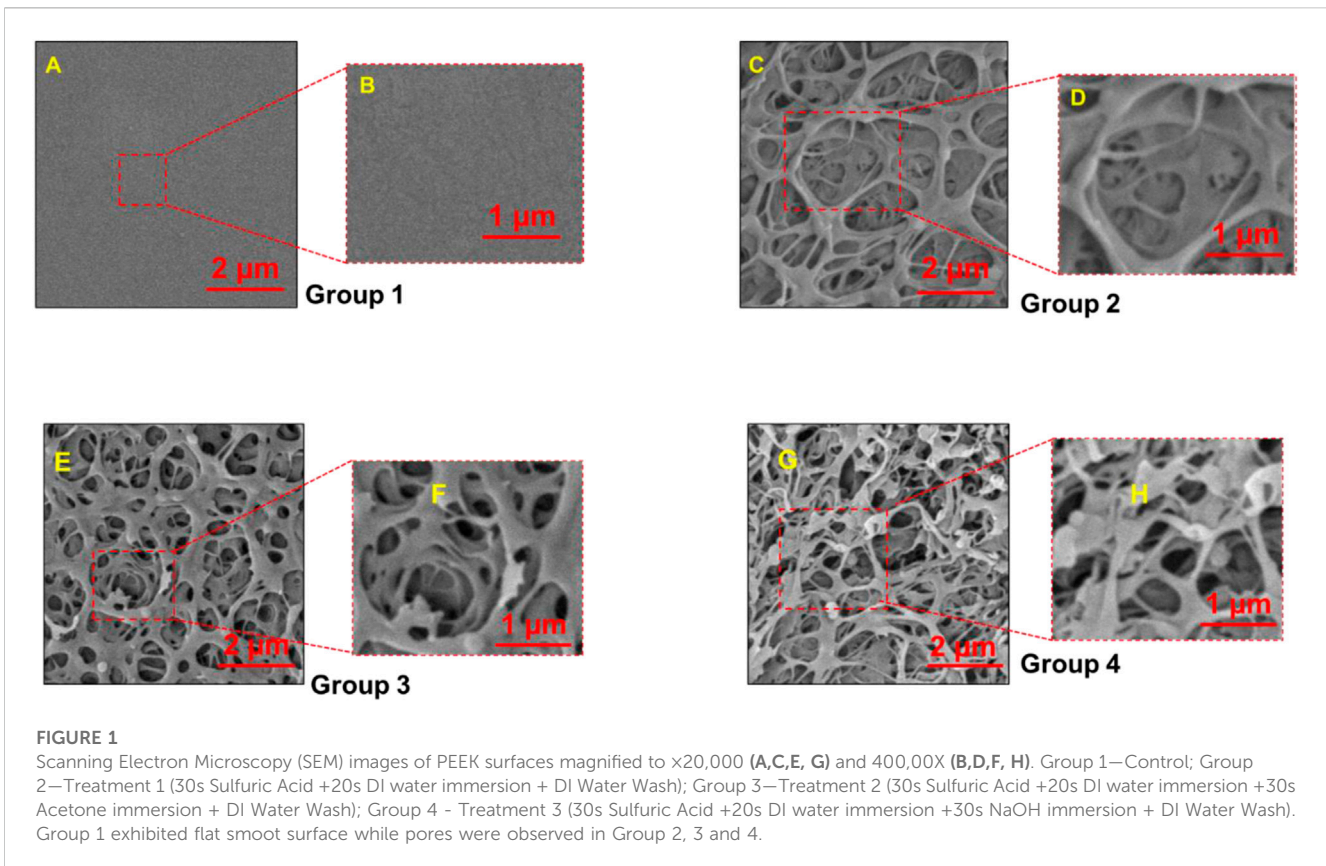 A
B
1 µm
2 µm
Group 1
C
D
1 µm
2 µm
Group 2
E
F
1 µm
2 µm
Group 3
G
H
1 µm
2 µm
Group 4
FIGURE 1
Scanning Electron Microscopy (SEM) images of PEEK surfaces magnified to ×20,000 (A,C,E, G) and 400,00X (B,D,F, H). Group 1—Control; Group
2—Treatment 1 (30s Sulfuric Acid +20s DI water immersion + DI Water Wash); Group 3—Treatment 2 (30s Sulfuric Acid +20s DI water immersion +30s
Acetone immersion + DI Water Wash); Group 4 - Treatment 3 (30s Sulfuric Acid +20s DI water immersion +30s NaOH immersion + DI Water Wash).
Group 1 exhibited flat smoot surface while pores were observed in Group 2, 3 and 4.